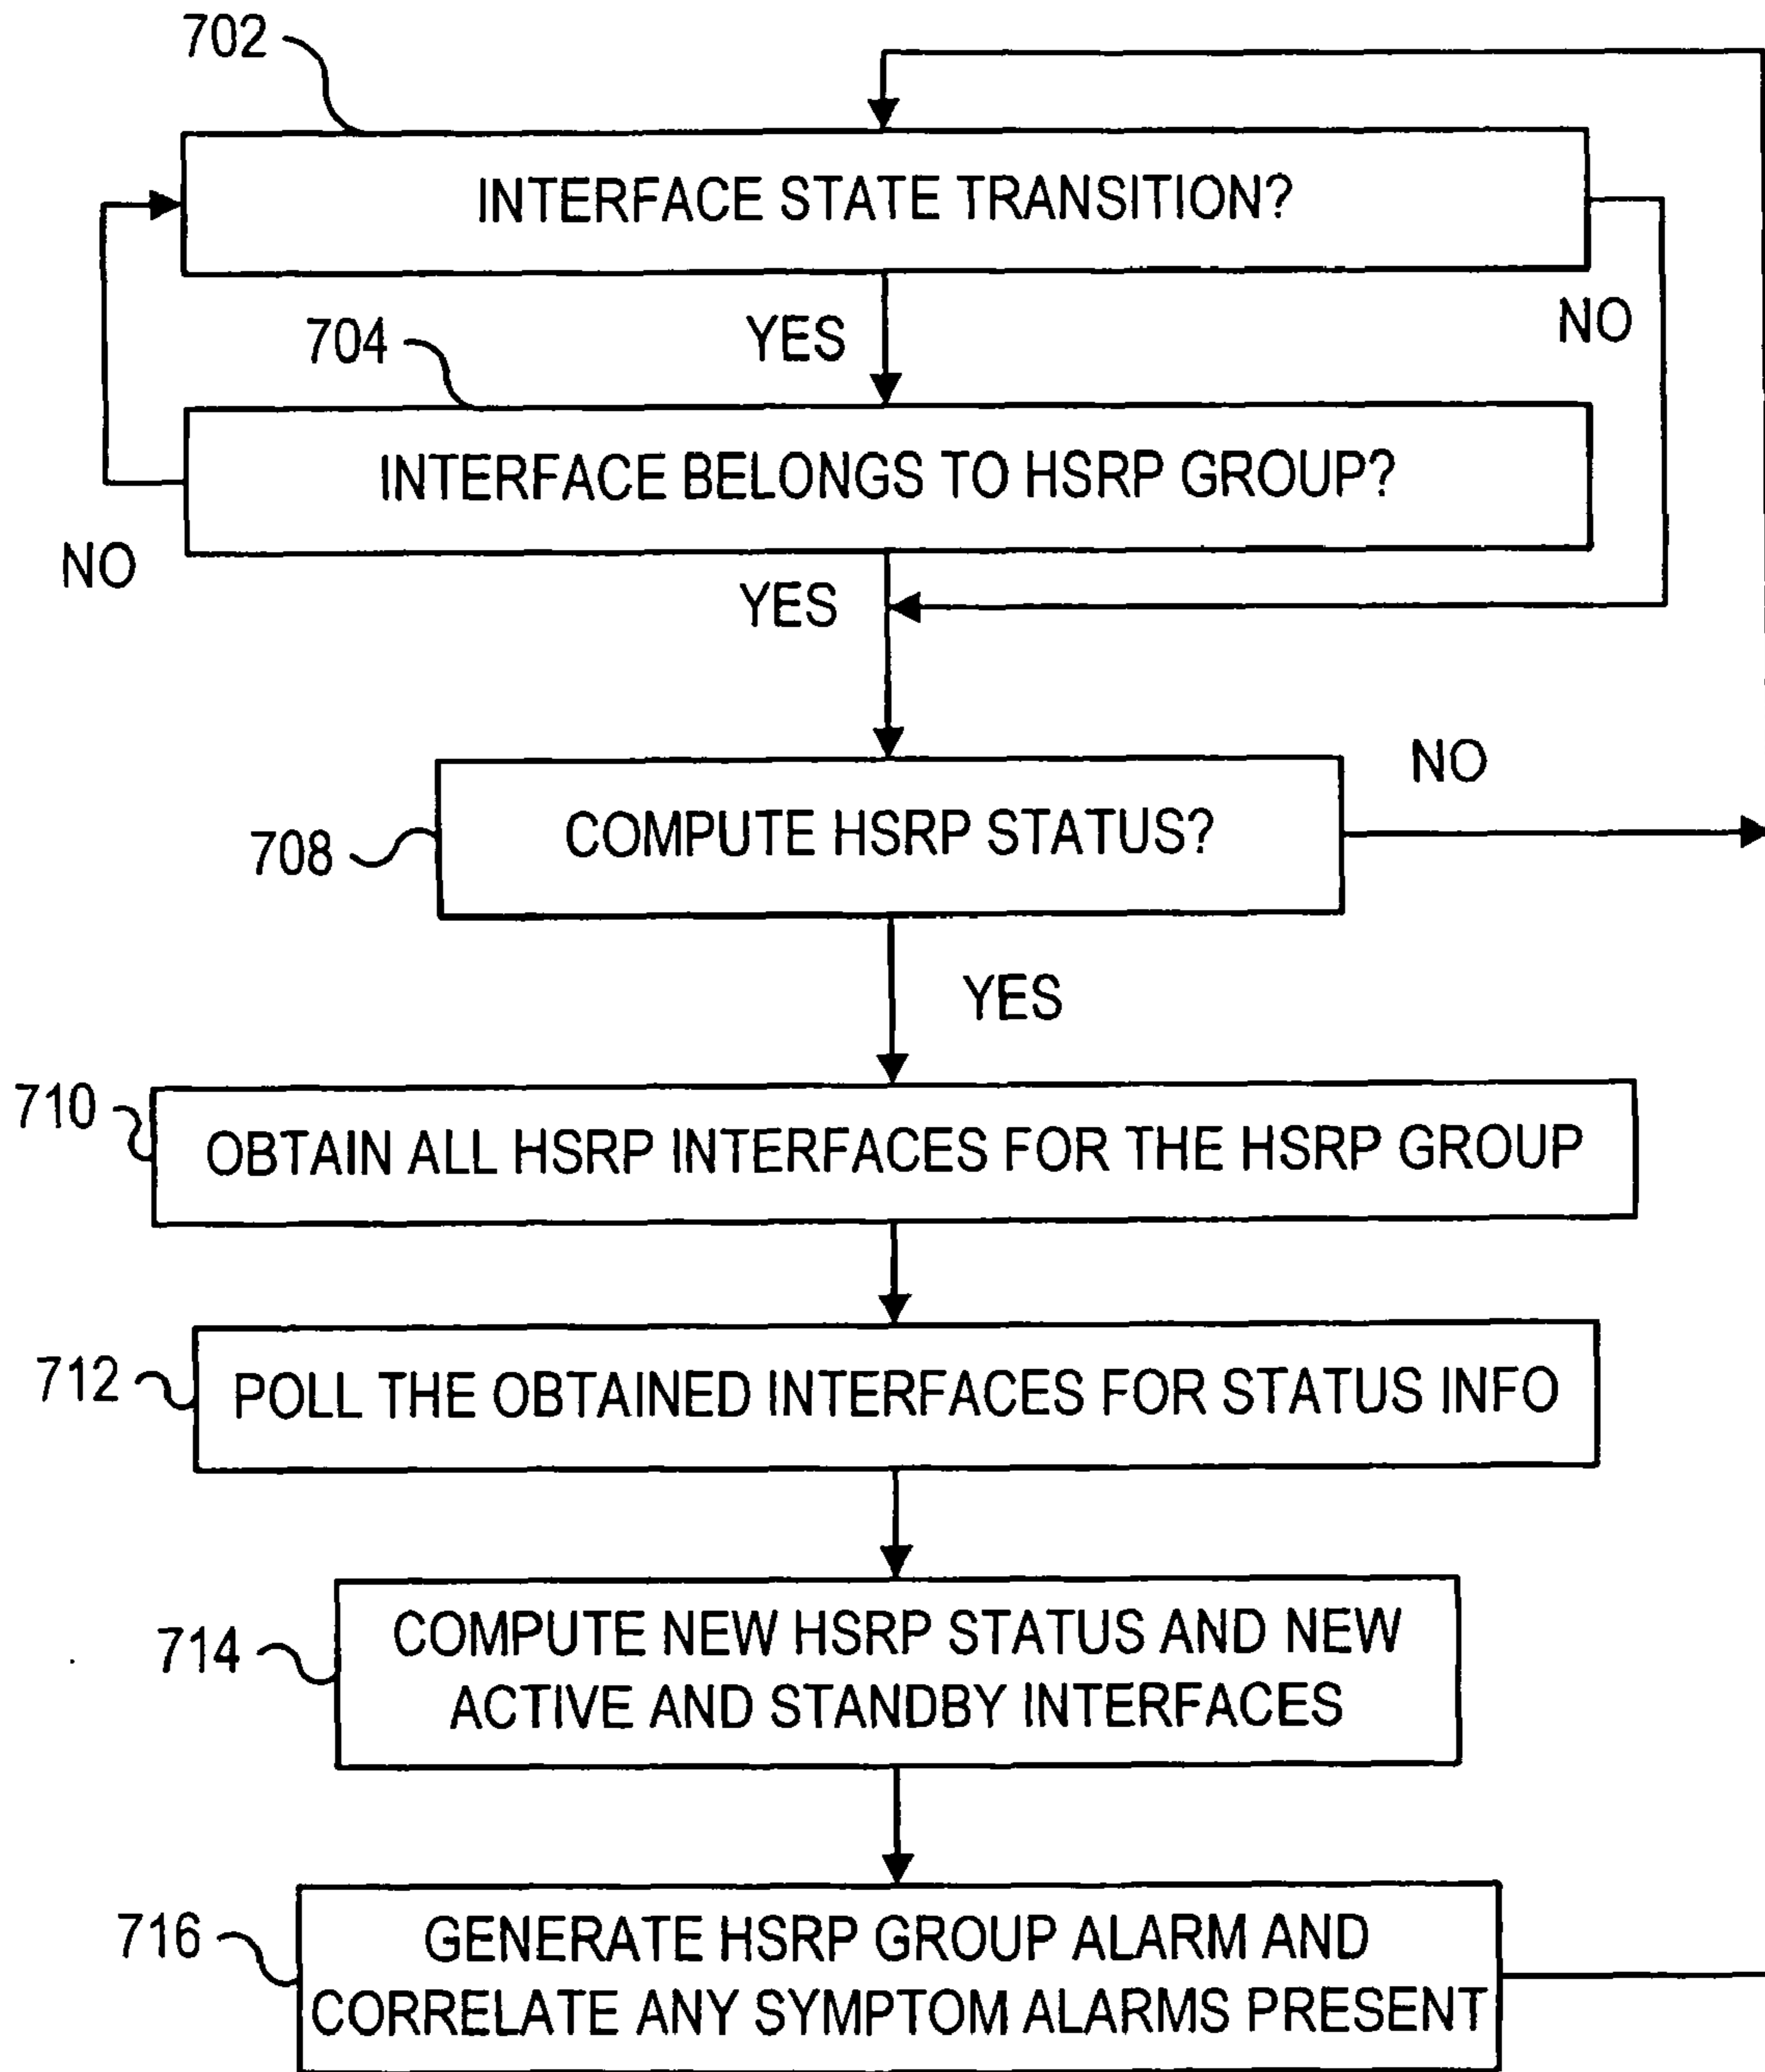 702
INTERFACE STATE TRANSITION?
YES
NO
704
INTERFACE BELONGS TO HSRP GROUP?
NO
YES
COMPUTE HSRP STATUS?
NO
708
YES
710
OBTAIN ALL HSRP INTERFACES FOR THE HSRP GROUP
712
POLL THE OBTAINED INTERFACES FOR STATUS INFO
714
COMPUTE NEW HSRP STATUS AND NEW
ACTIVE AND STANDBY INTERFACES
716
GENERATE HSRP GROUP ALARM AND
CORRELATE ANY SYMPTOM ALARMS PRESENT